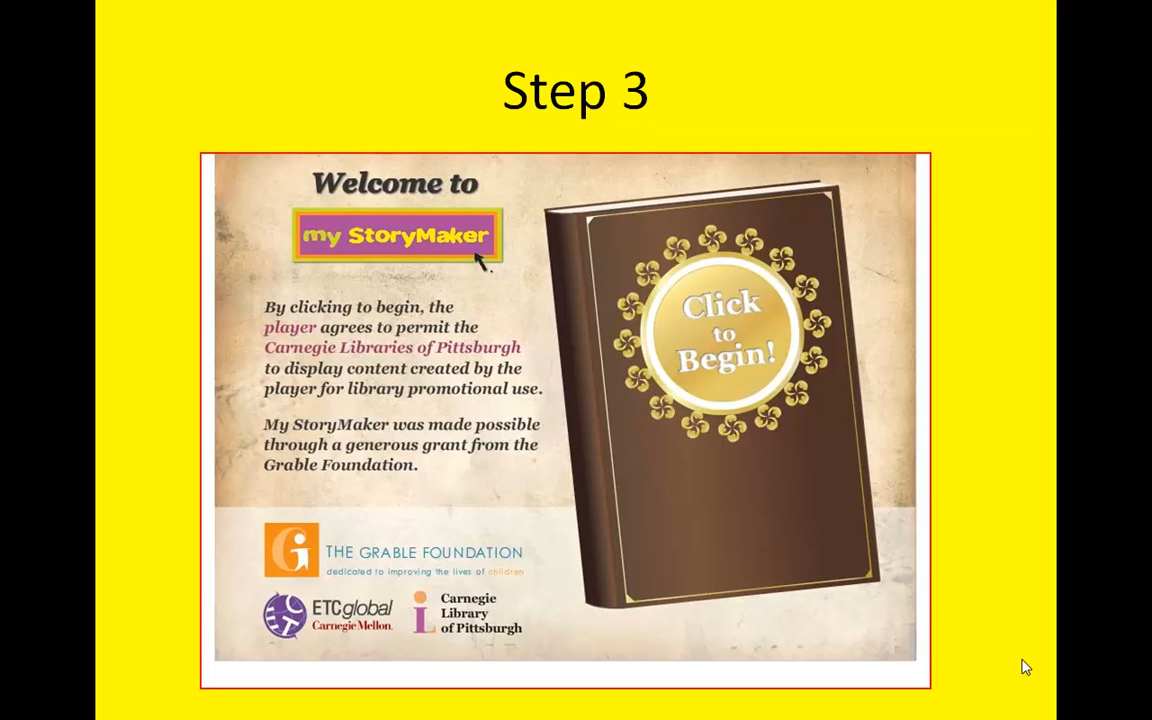 Step 3
Welcome to
my StoryMaker
By clicking to begin, the
player agrees to permit the
Carnegie Libraries of Pittsburgh
to display content created by the
player for library promotional use.
My StoryMaker was made possible
through a generous grant from the
Grable Foundation.
Click
to
Begin!
G
THE GRABLE FOUNDATION
dedicated to improving the lives of children
ETC
ETCglobal
Carnegie Mellon.
Carnegie
Library
of Pittsburgh